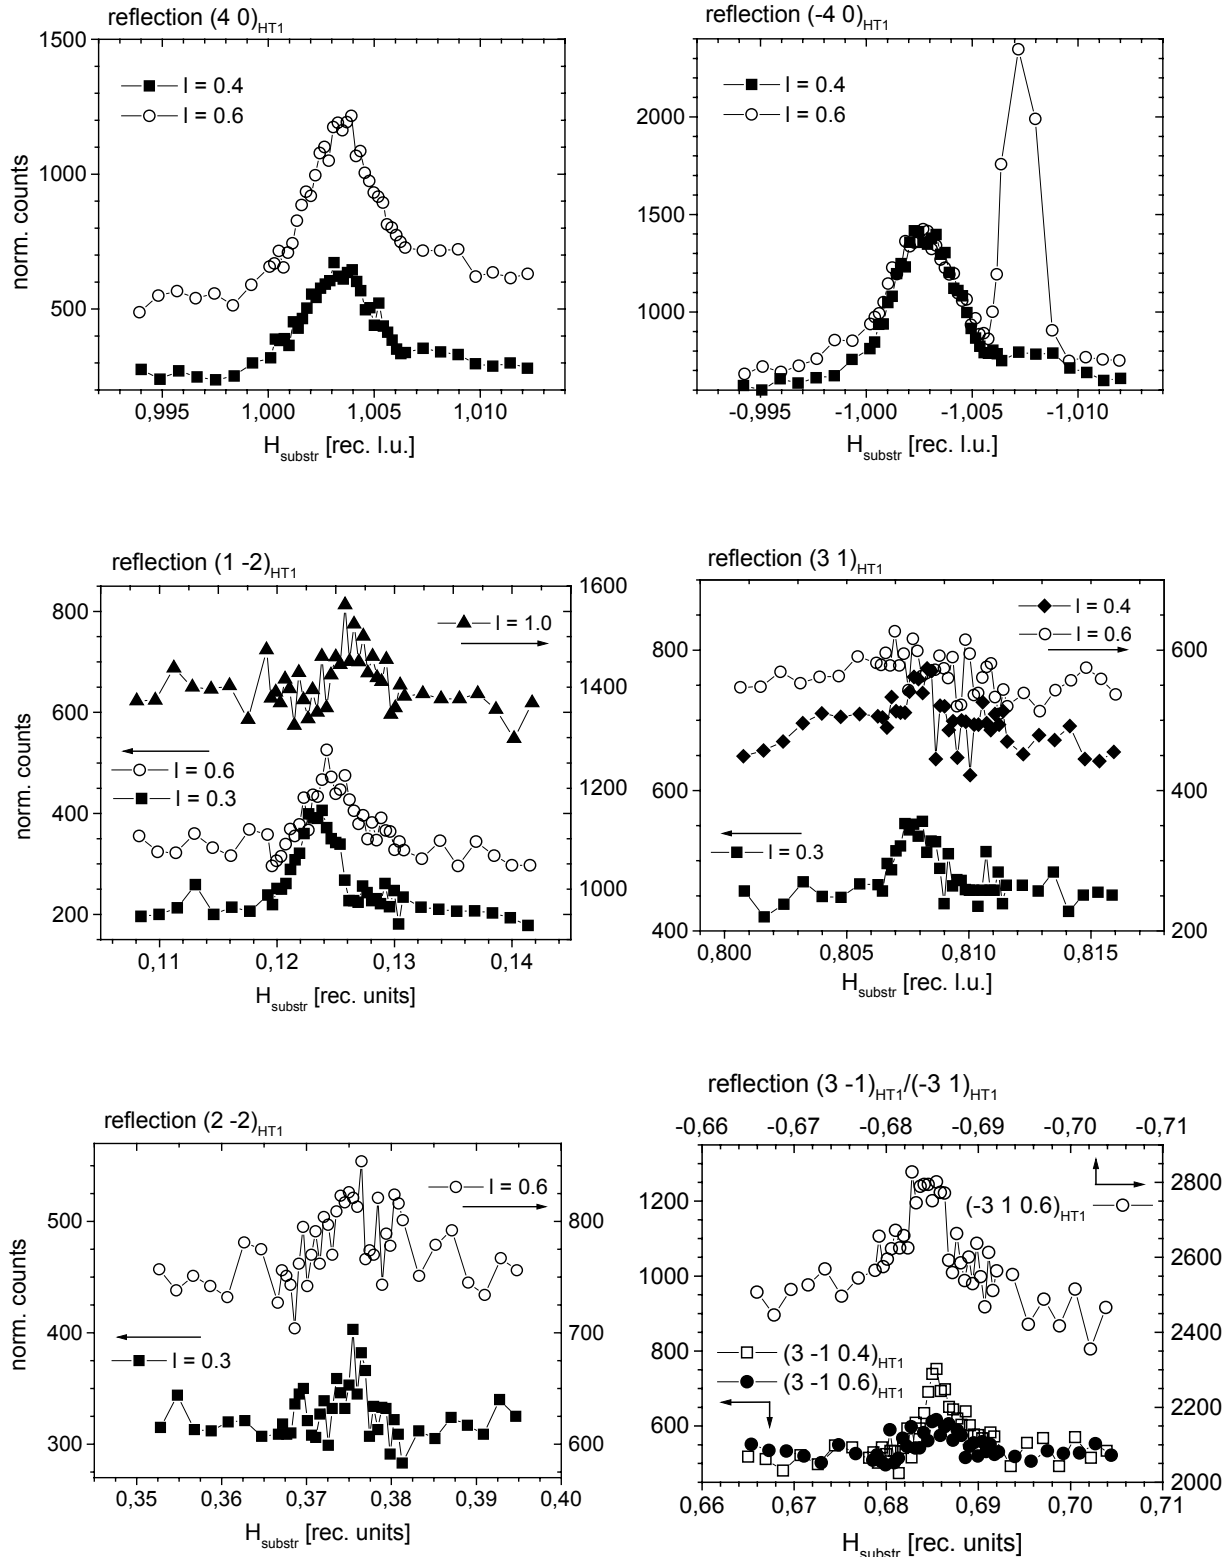 reflection (4 0)HT1
1500
1000
500
norm. counts
l = 0.4
l = 0.6
0,995 1,000 1,005 1,010
Hsubstr [rec. l.u.]
reflection (-4 0)HT1
2000
1500
1000
l = 0.4
l = 0.6
-0,995 -1,000 -1,005 -1,010
Hsubstr [rec. l.u.]
reflection (1 -2)HT1
800
600
400
200
norm. counts
1600
1400
1200
1000
l = 1.0
l = 0.6
l = 0.3
0,11 0,12 0,13 0,14
Hsubstr [rec. units]
reflection (3 1)HT1
800
600
400
600
400
200
l = 0.4
l = 0.6
l = 0.3
0,800 0,805 0,810 0,815
Hsubstr [rec. l.u.]
reflection (2 -2)HT1
500
400
300
norm. counts
800
700
600
l = 0.6
l = 0.3
0,35 0,36 0,37 0,38 0,39 0,40
Hsubstr [rec. units]
reflection (3 -1)HT1/(-3 1)HT1
-0,66 -0,67 -0,68 -0,69 -0,70 -0,71
1200
1000
800
600
2800
2600
2400
2200
2000
(-3 1 0.6)HT1
(3 -1 0.4)HT1
(3 -1 0.6)HT1
0,66 0,67 0,68 0,69 0,70 0,71
Hsubstr [rec. units]